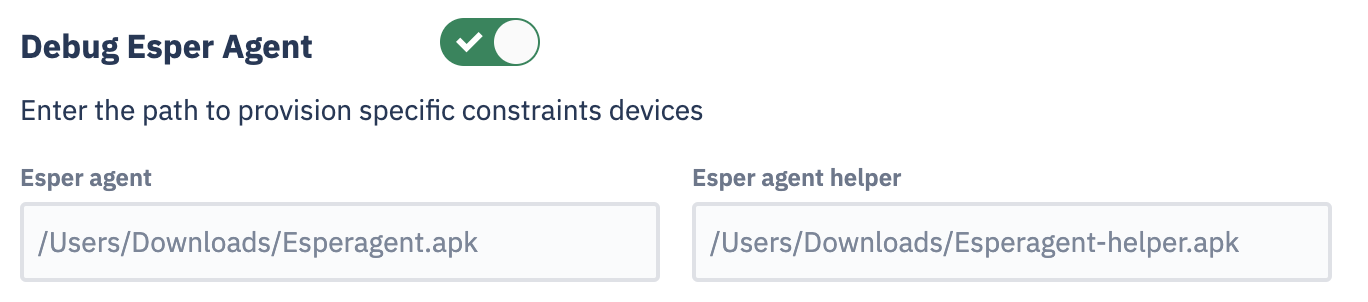 Debug Esper Agent
Enter the path to provision specific constraints devices
Esper agent
Esper agent helper
/Users/Downloads/Esperagent.apk
/Users/Downloads/Esperagent-helper.apk